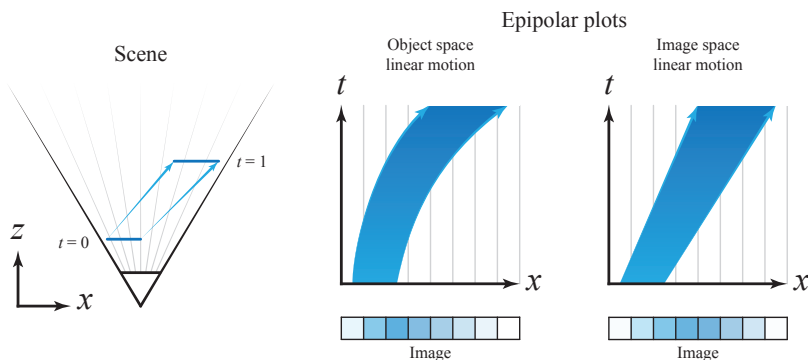 Scene
t = 1
t = 0
z
x
Epipolar plots
Object space
linear motion
t
x
Image
Image space
linear motion
t
x
Image